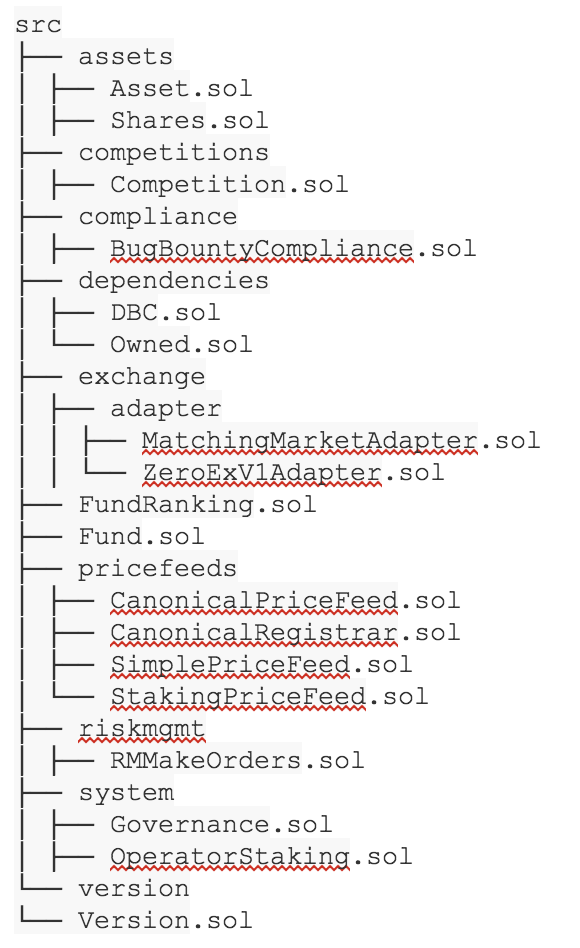 src
├── assets
│ ├── Asset.sol
│ ├── Shares.sol
├── competitions
│ ├── Competition.sol
├── compliance
│ ├── BugBountyCompliance.sol
├── dependencies
│ ├── DBC.sol
│ └── Owned.sol
├── exchange
│ ├── adapter
│ │ ├── MatchingMarketAdapter.sol
│ │ └── ZeroExV1Adapter.sol
├── FundRanking.sol
├── Fund.sol
├── pricefeeds
│ ├── CanonicalPriceFeed.sol
│ ├── CanonicalRegistrar.sol
│ ├── SimplePriceFeed.sol
│ └── StakingPriceFeed.sol
├── riskmgmt
│ ├── RMMakeOrders.sol
├── system
│ ├── Governance.sol
│ ├── OperatorStaking.sol
└── version
└── Version.sol